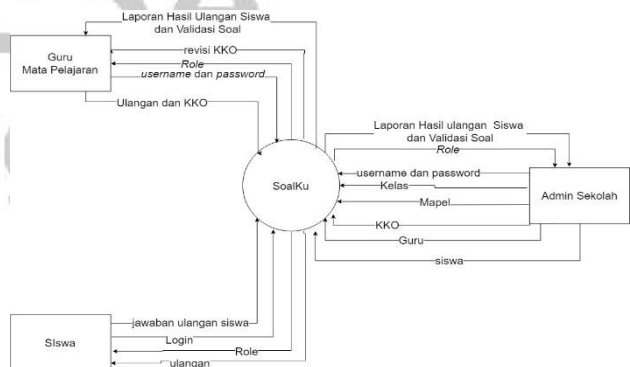 Laporan Hasil Ulangan Siswa
dan Validasi Soal
Guru
Mata Pelajaran
revisi KKO
Role
username dan password
Ulangan dan KKO
Laporan Hasil ulangan Siswa
dan Validasi Soal
Role
SoalKu
username dan password
Kelas
Mapel
Admin Sekolah
KKO
Guru
siswa
SIswa
jawaban ulangan siswa
Login
Role
ulangan